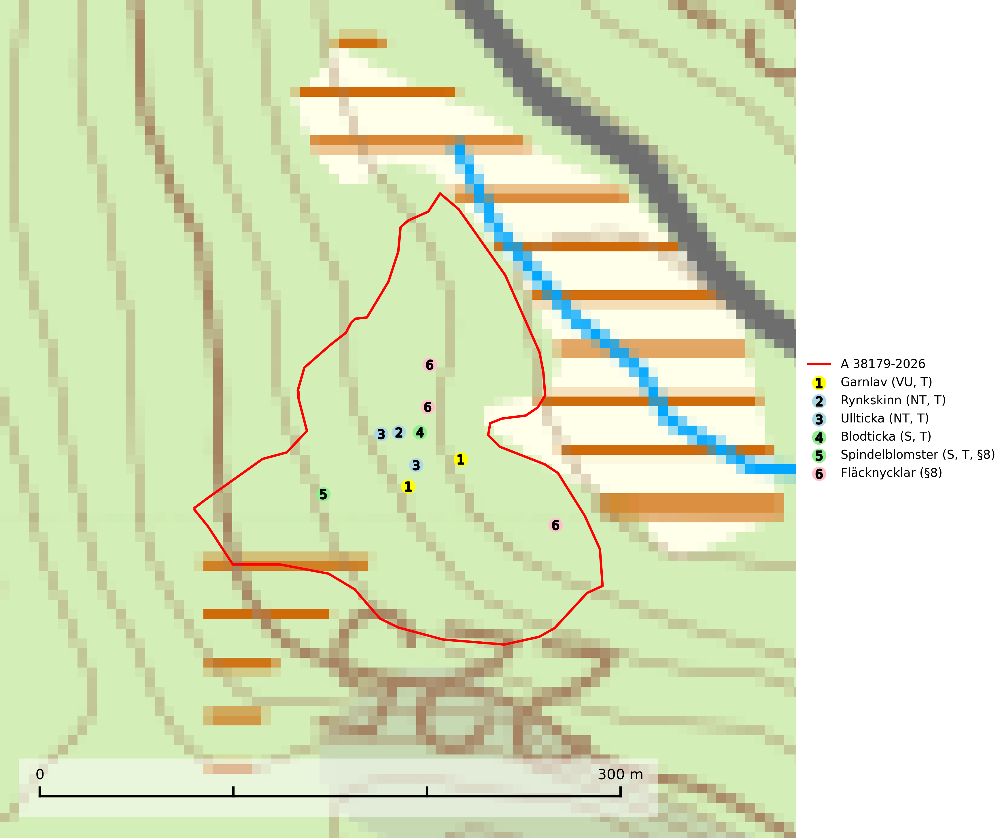 6
6
3
2
4
1
3
1
5
6
0
300 m
A 38179-2026
1 Garnlav (VU, T)
2 Rynkskinn (NT, T)
3 Ullticka (NT, T)
4 Blodticka (S, T)
5 Spindelblomster (S, T, §8)
6 Fläcknycklar (§8)